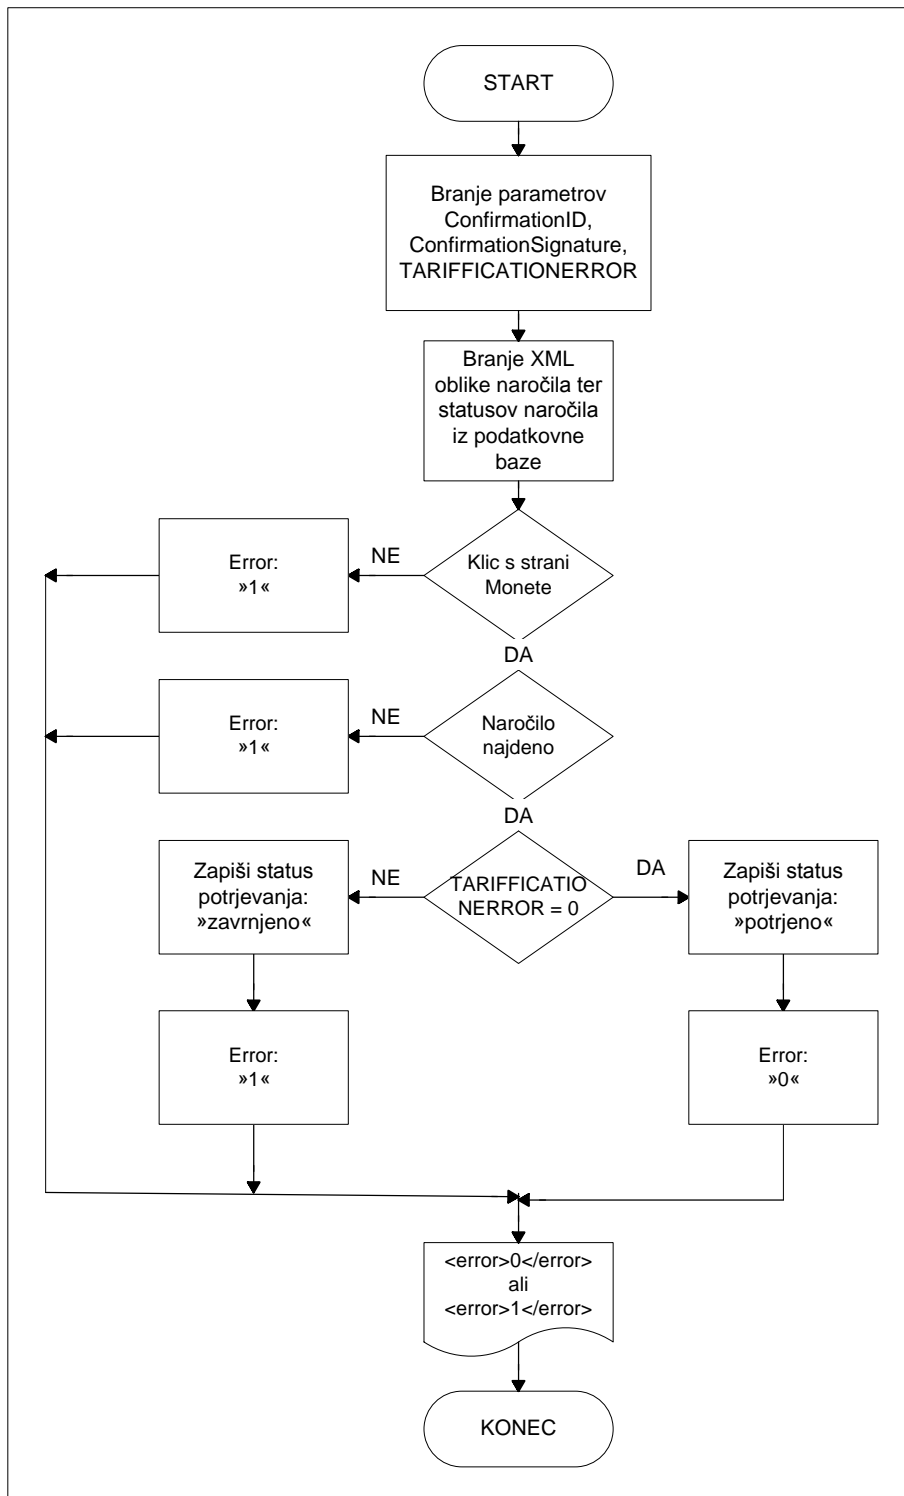 START
Branje parametrov
ConfirmationID,
ConfirmationSignature,
TARIFFICATIONERROR
Branje XML
oblike naročila ter
statusov naročila
iz podatkovne
baze
Klic s strani
Monete
NE
Error:
»1«
DA
Naročilo
najdeno
NE
Error:
»1«
DA
TARIFFICATIO
NERROR = 0
NE
Zapiši status
potrjevanja:
»zavrnjeno«
DA
Zapiši status
potrjevanja:
»potrjeno«
Error:
»1«
Error:
»0«
<error>0</error>
ali
<error>1</error>
KONEC